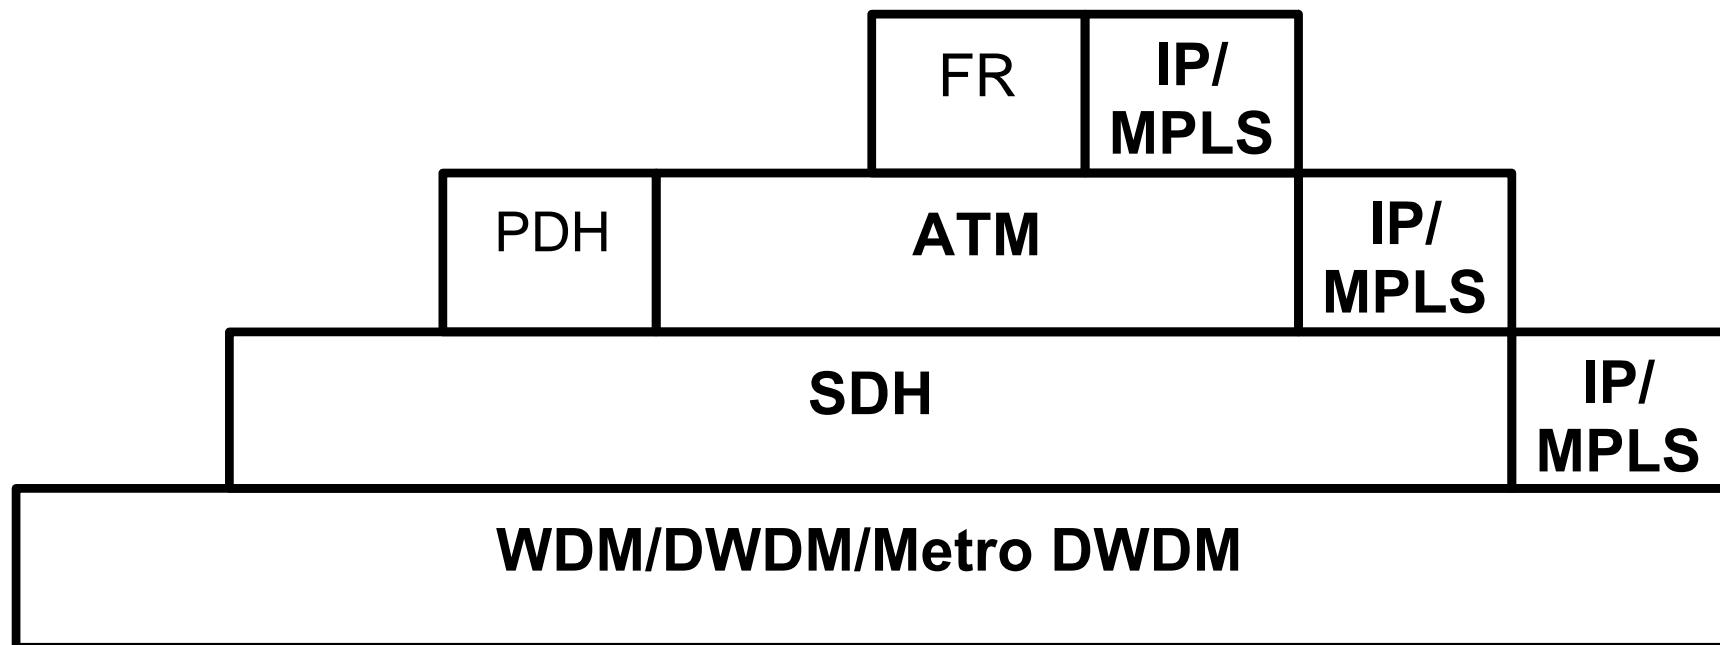 FR
IP/
MPLS
PDH
ATM
IP/
MPLS
SDH
IP/
MPLS
WDM/DWDM/Metro DWDM